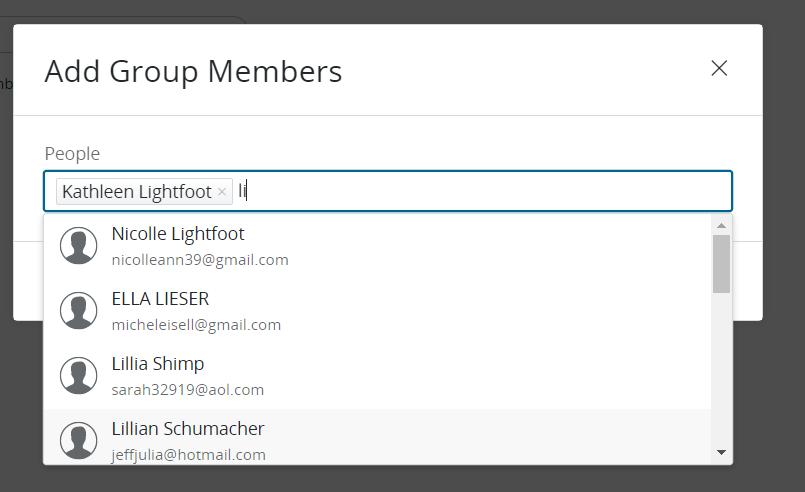 Add Group Members
People
Kathleen Lightfoot × li
Nicolle Lightfoot
nicolleann39@gmail.com
ELLA LIESER
micheleisell@gmail.com
Lillia Shimp
sarah32919@aol.com
Lillian Schumacher
jeffjulia@hotmail.com